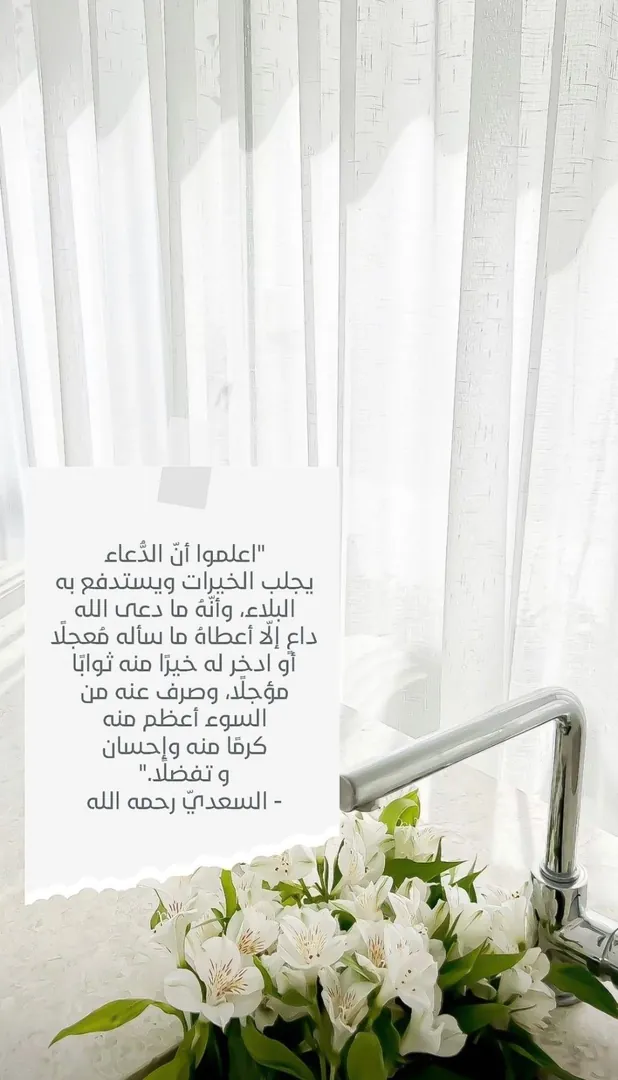 "اعلموا أنّ الدُّعاء
يجلب الخيرات ويستدفع به
البلاء، وأنّهُ ما دعى الله
داعٍ إلّا أعطاهُ ما سأله مُعجلًا
أو ادخر له خيرًا منه ثوابًا
مؤجلًا، وصرف عنه من
السوء أعظم منه
كرمًا منه وإحسان
و تفضلًا."
- السعديّ رحمه الله